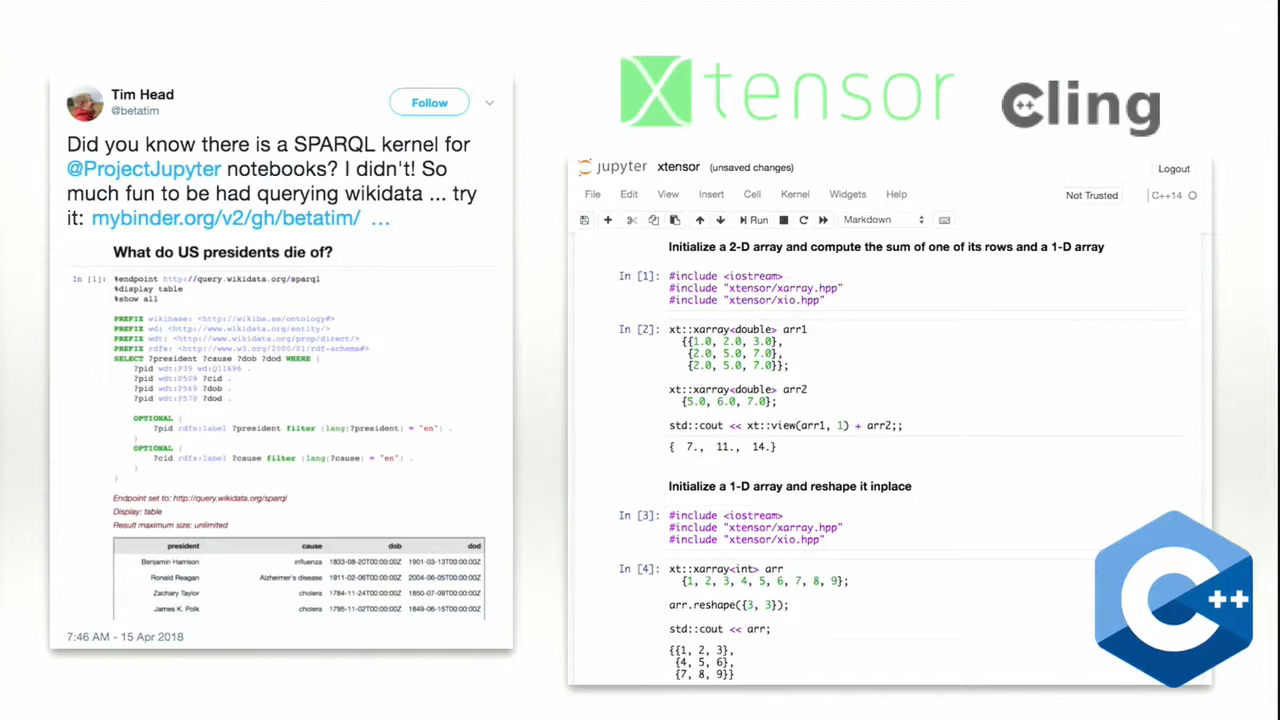 Tim Head
@betatim
Follow
Did you know there is a SPARQL kernel for
@ProjectJupyter notebooks? I didn't! So
much fun to be had querying wikidata ... try
it: mybinder.org/v2/gh/betatim/ ...
What do US presidents die of?
In [1]: %endpoint http://query.wikidata.org/sparql
%display table
%show all
PREFIX wikibase: <http://wikiba.se/ontology#>
PREFIX wd: <http://www.wikidata.org/entity/>
PREFIX wdt: <http://www.wikidata.org/prop/direct/>
PREFIX rdfs: <http://www.w3.org/2000/01/rdf-schema#>
SELECT ?president ?cause ?dob ?dod WHERE {
?pid wdt:P39 wd:Q11696 .
?pid wdt:P509 ?cid .
?pid wdt:P569 ?dob .
?pid wdt:P570 ?dod .
OPTIONAL {
?pid rdfs:label ?president filter (lang(?president) = "en") .
}
OPTIONAL {
?cid rdfs:label ?cause filter (lang(?cause) = "en") .
}
}
Endpoint set to: http://query.wikidata.org/sparql
Display: table
Result maximum size: unlimited
president cause dob dod
Benjamin Harrison influenza 1833-08-20T00:00:00Z 1901-03-13T00:00:00Z
Ronald Reagan Alzheimer's disease 1911-02-06T00:00:00Z 2004-06-05T00:00:00Z
Zachary Taylor cholera 1784-11-24T00:00:00Z 1850-07-09T00:00:00Z
James K. Polk cholera 1795-11-02T00:00:00Z 1849-06-15T00:00:00Z
7:46 AM - 15 Apr 2018
Xtensor
Cling
jupyter xtensor (unsaved changes)
Logout
File Edit View Insert Cell Kernel Widgets Help
Not Trusted
C++14
Run
Markdown
Initialize a 2-D array and compute the sum of one of its rows and a 1-D array
In [1]: #include <iostream>
#include "xtensor/xarray.hpp"
#include "xtensor/xio.hpp"
In [2]: xt::xarray<double> arr1
{{1.0, 2.0, 3.0},
{2.0, 5.0, 7.0},
{2.0, 5.0, 7.0}};
xt::xarray<double> arr2
{5.0, 6.0, 7.0};
std::cout << xt::view(arr1, 1) + arr2;;
{ 7., 11., 14.}
Initialize a 1-D array and reshape it inplace
In [3]: #include <iostream>
#include "xtensor/xarray.hpp"
#include "xtensor/xio.hpp"
In [4]: xt::xarray<int> arr
{1, 2, 3, 4, 5, 6, 7, 8, 9};
arr.reshape({3, 3});
std::cout << arr;
{{1, 2, 3},
{4, 5, 6},
{7, 8, 9}}
C++